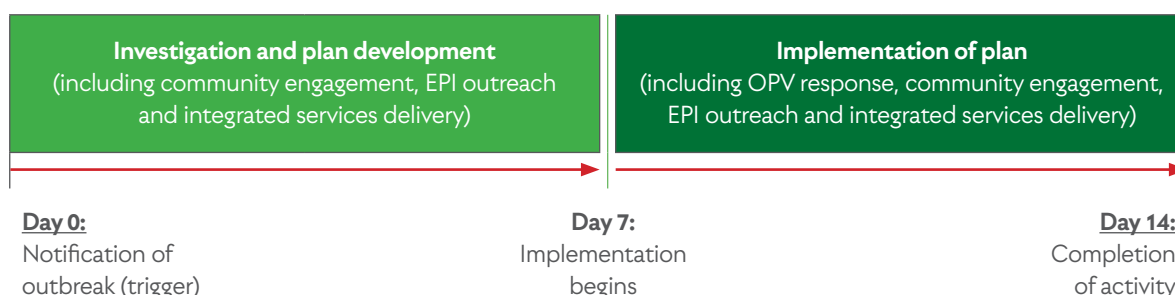 Investigation and plan development
(including community engagement, EPI outreach
and integrated services delivery)
Implementation of plan
(including OPV response, community engagement,
EPI outreach and integrated services delivery)
Day 0:
Notification of
outbreak (trigger)
Day 7:
Implementation
begins
Day 14:
Completion
of activity